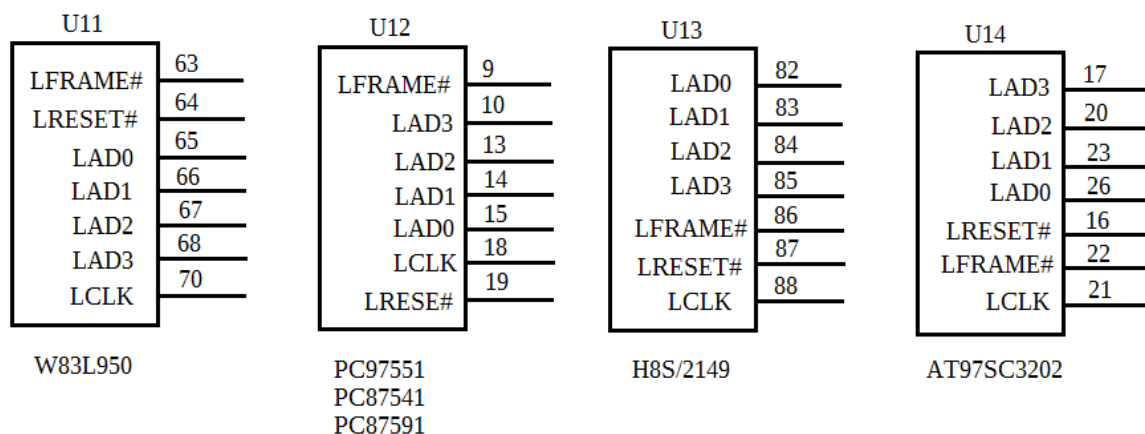 U11
LFRAME# 63
LRESET# 64
LAD0 65
LAD1 66
LAD2 67
LAD3 68
LCLK 70
W83L950
U12
LFRAME# 9
LAD3 10
LAD2 13
LAD1 14
LAD0 15
LCLK 18
LRESE# 19
PC97551
PC87541
PC87591
U13
LAD0 82
LAD1 83
LAD2 84
LAD3 85
LFRAME# 86
LRESET# 87
LCLK 88
H8S/2149
U14
LAD3 17
LAD2 20
LAD1 23
LAD0 26
LRESET# 16
LFRAME# 22
LCLK 21
AT97SC3202